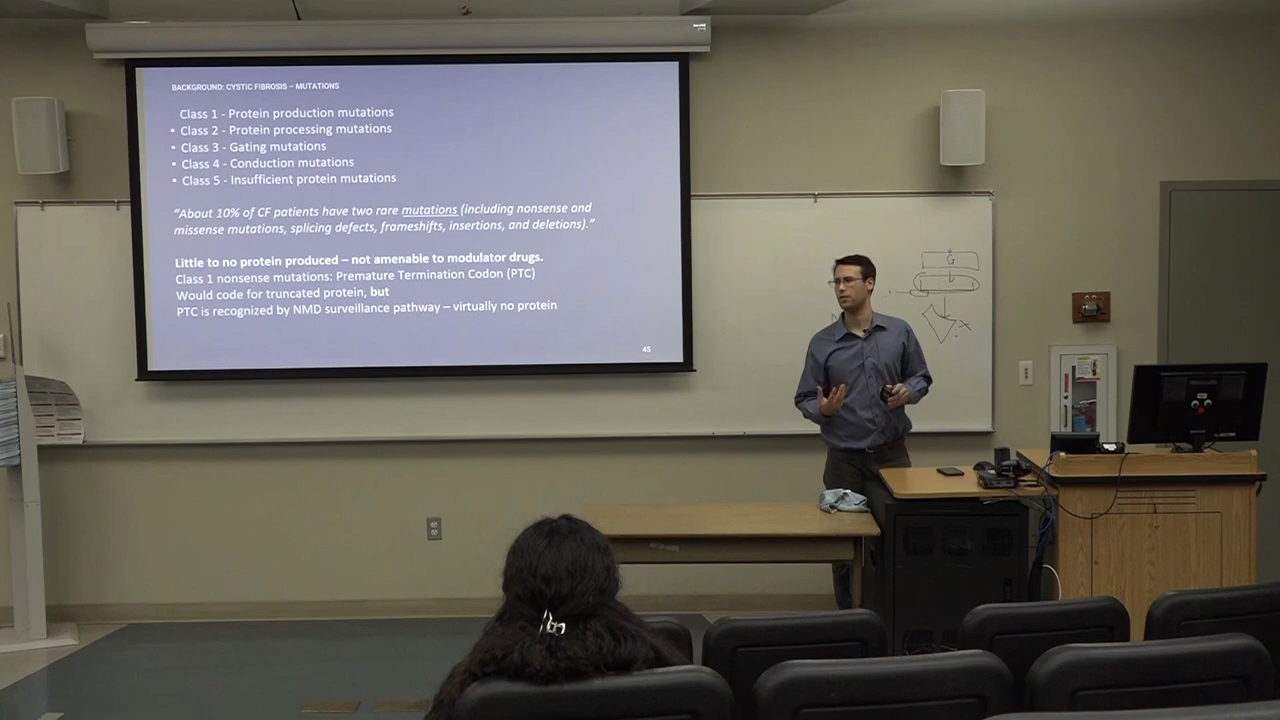 BACKGROUND: CYSTIC FIBROSIS – MUTATIONS
Class 1 - Protein production mutations
• Class 2 - Protein processing mutations
• Class 3 - Gating mutations
• Class 4 - Conduction mutations
• Class 5 - Insufficient protein mutations
“About 10% of CF patients have two rare mutations (including nonsense and
missense mutations, splicing defects, frameshifts, insertions, and deletions).”
Little to no protein produced – not amenable to modulator drugs.
Class 1 nonsense mutations: Premature Termination Codon (PTC)
Would code for truncated protein, but
PTC is recognized by NMD surveillance pathway – virtually no protein
45